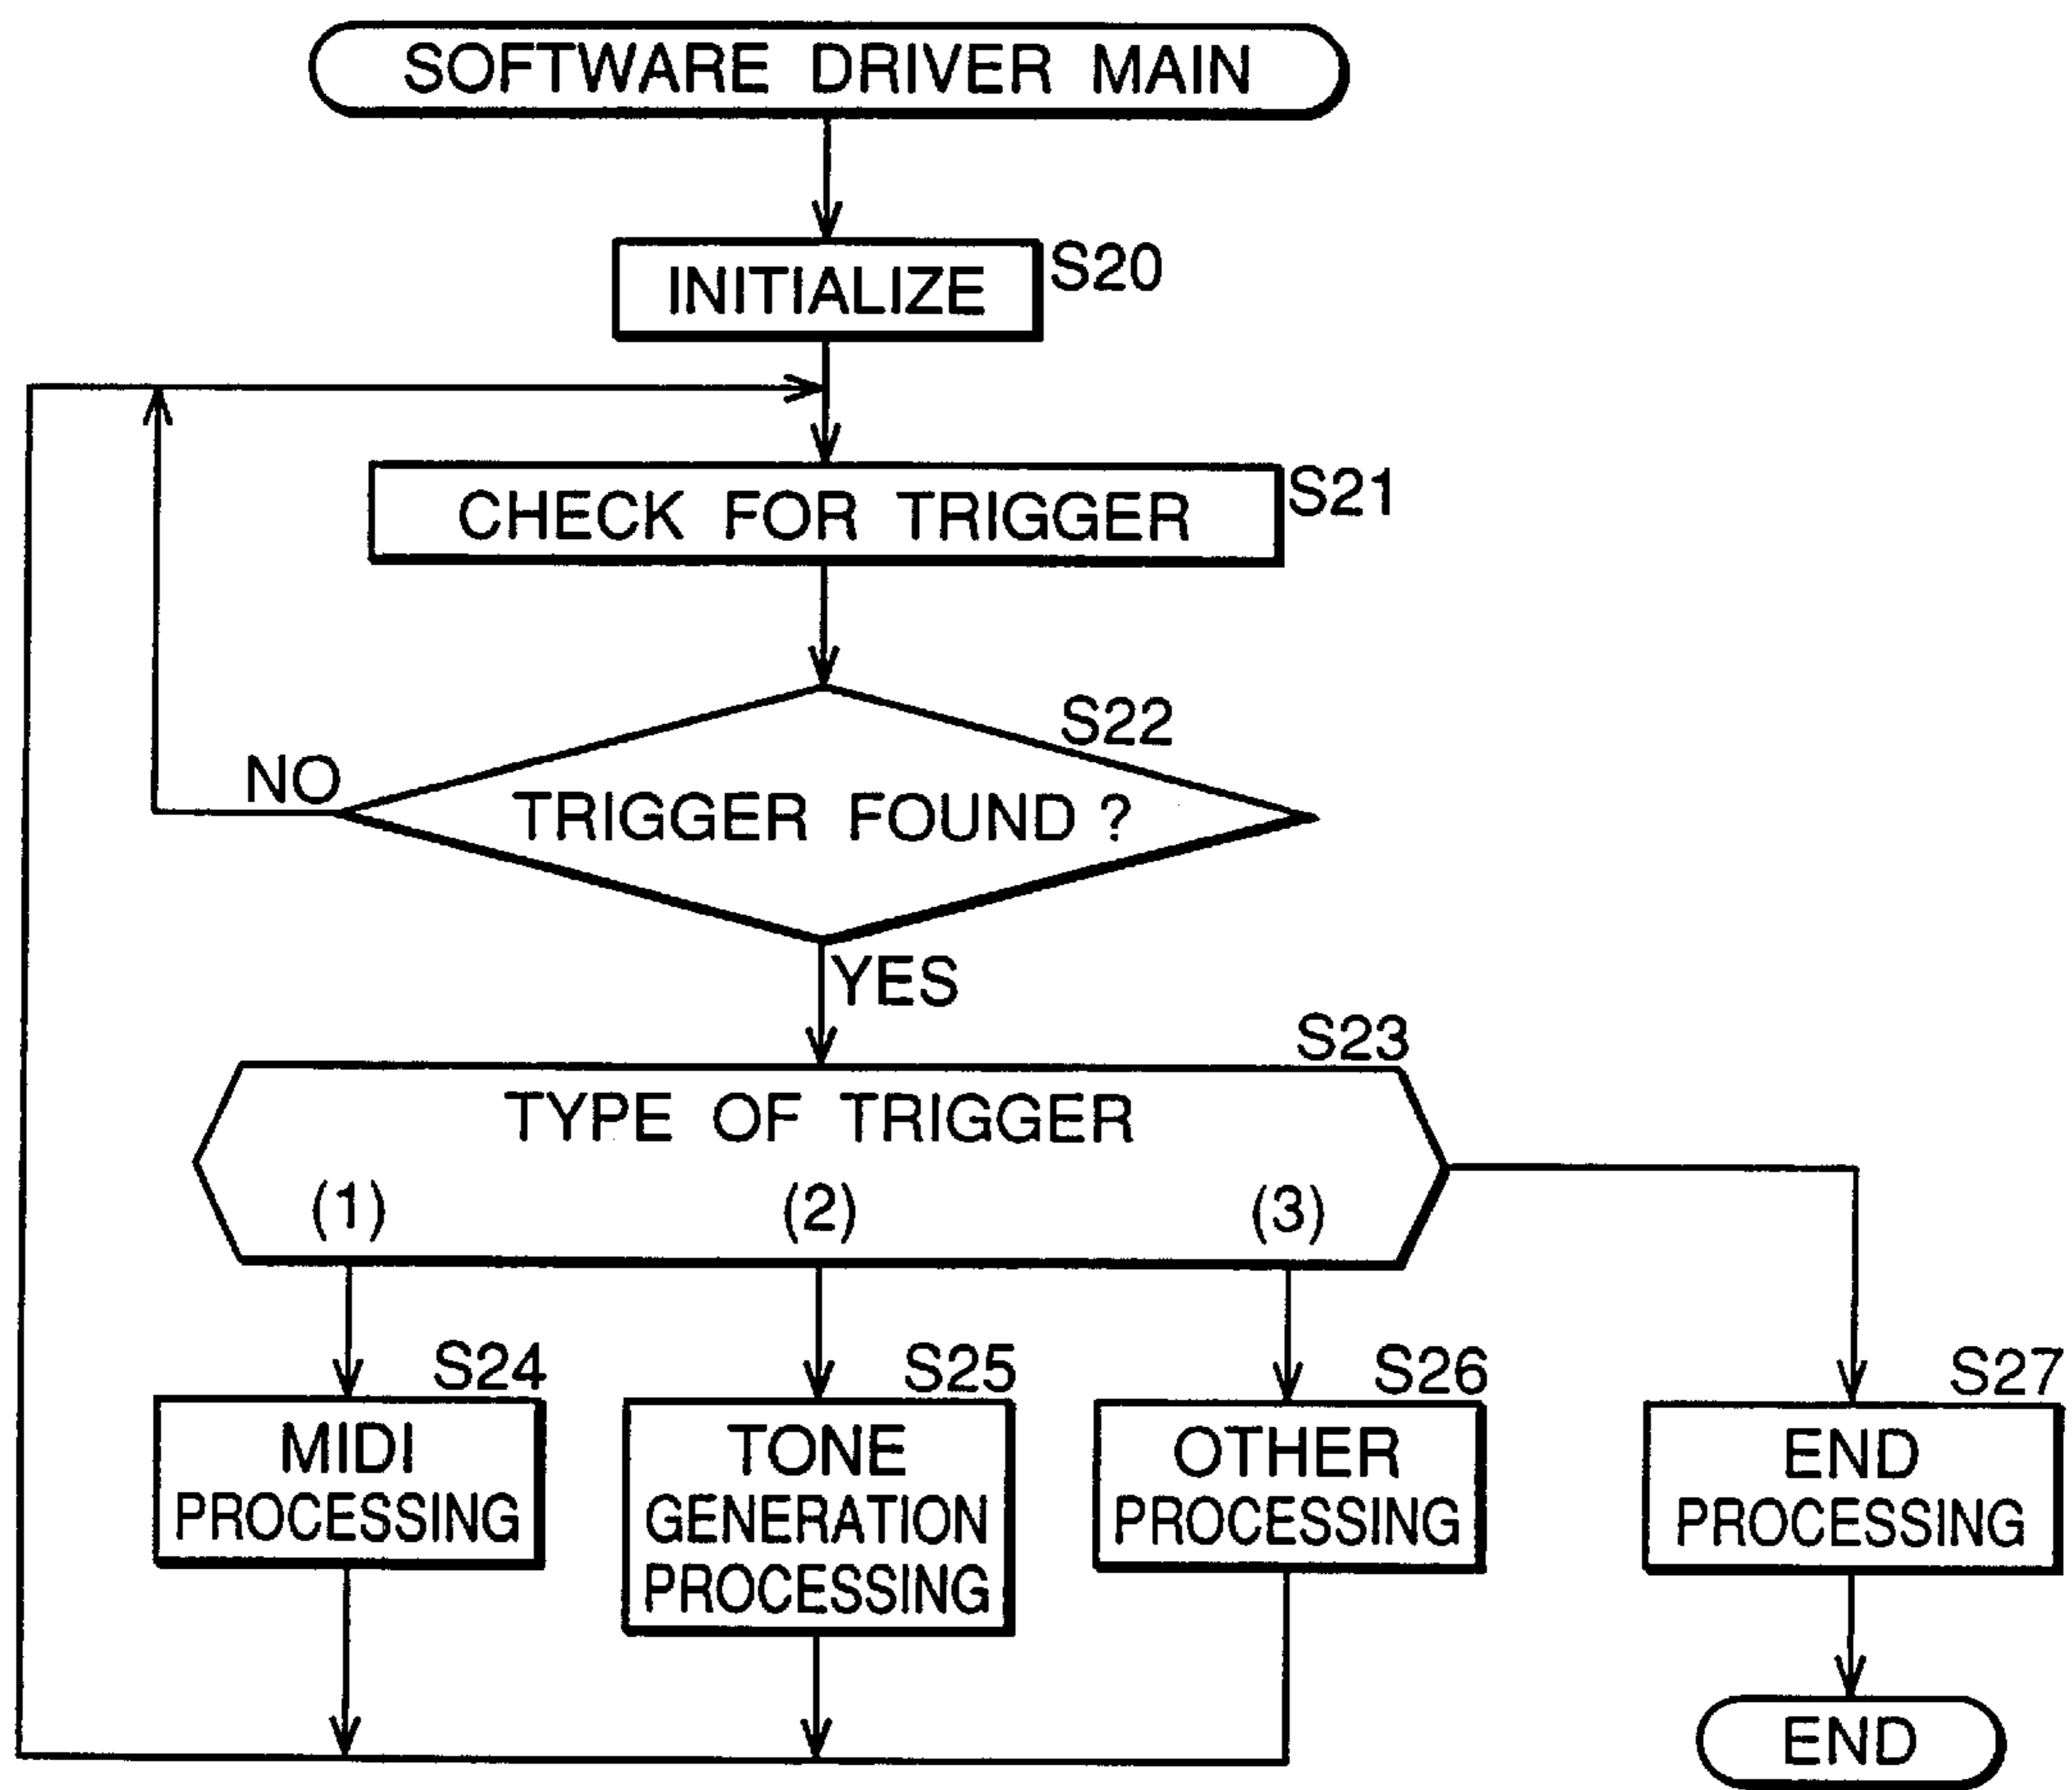 SOFTWARE DRIVER MAIN
INITIALIZE
S20
CHECK FOR TRIGGER
S21
S22
NO
TRIGGER FOUND ?
YES
S23
TYPE OF TRIGGER
(1) (2) (3)
S24
MIDI
PROCESSING
S25
TONE
GENERATION
PROCESSING
S26
OTHER
PROCESSING
S27
END
PROCESSING
END